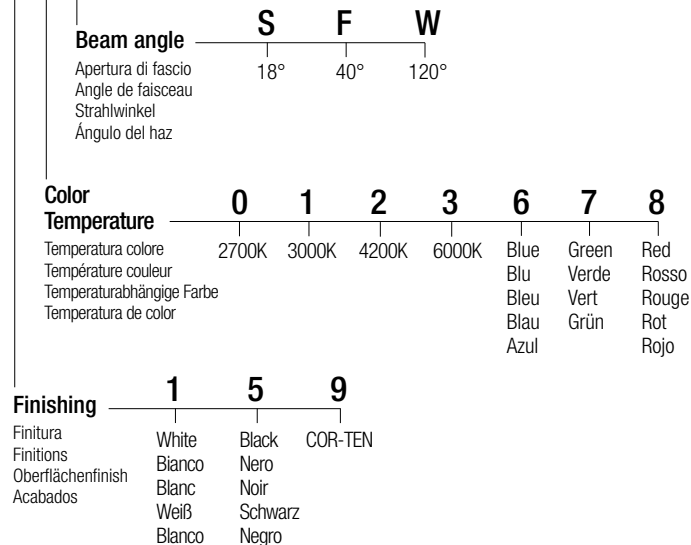 Beam angle S F W
Apertura di fascio 18° 40° 120°
Angle de faisceau
Strahlwinkel
Ángulo del haz
Color
Temperature 0 1 2 3 6 7 8
Temperatura colore 2700K 3000K 4200K 6000K Blue Green Red
Température couleur Blu Verde Rosso
Temperaturabhängige Farbe Bleu Vert Rouge
Temperatura de color Blau Grün Rot
Azul Rojo
Finishing 1 5 9
Finitura White Black COR-TEN
Finitions Bianco Nero
Oberflächenfinish Blanc Noir
Acabados Weiß Schwarz
Blanco Negro